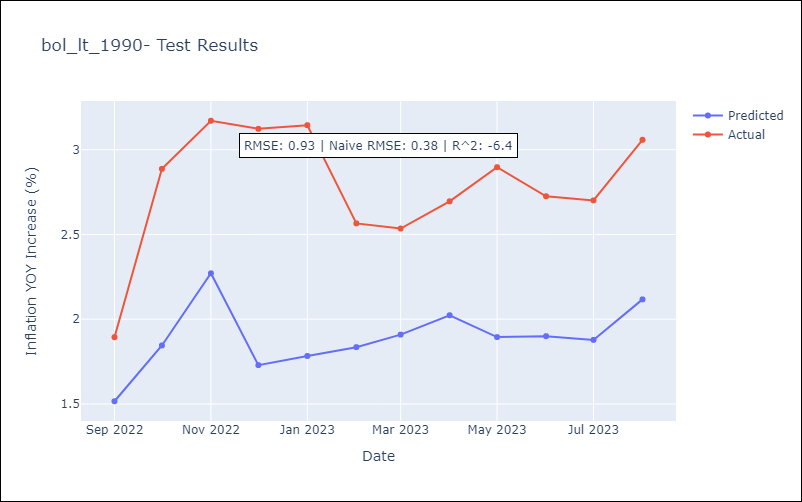 bol_lt_1990- Test Results
Predicted
Actual
RMSE: 0.93 | Naive RMSE: 0.38 | R^2: -6.4
Inflation YOY Increase (%)
3
2.5
2
1.5
Sep 2022
Nov 2022
Jan 2023
Mar 2023
May 2023
Jul 2023
Date